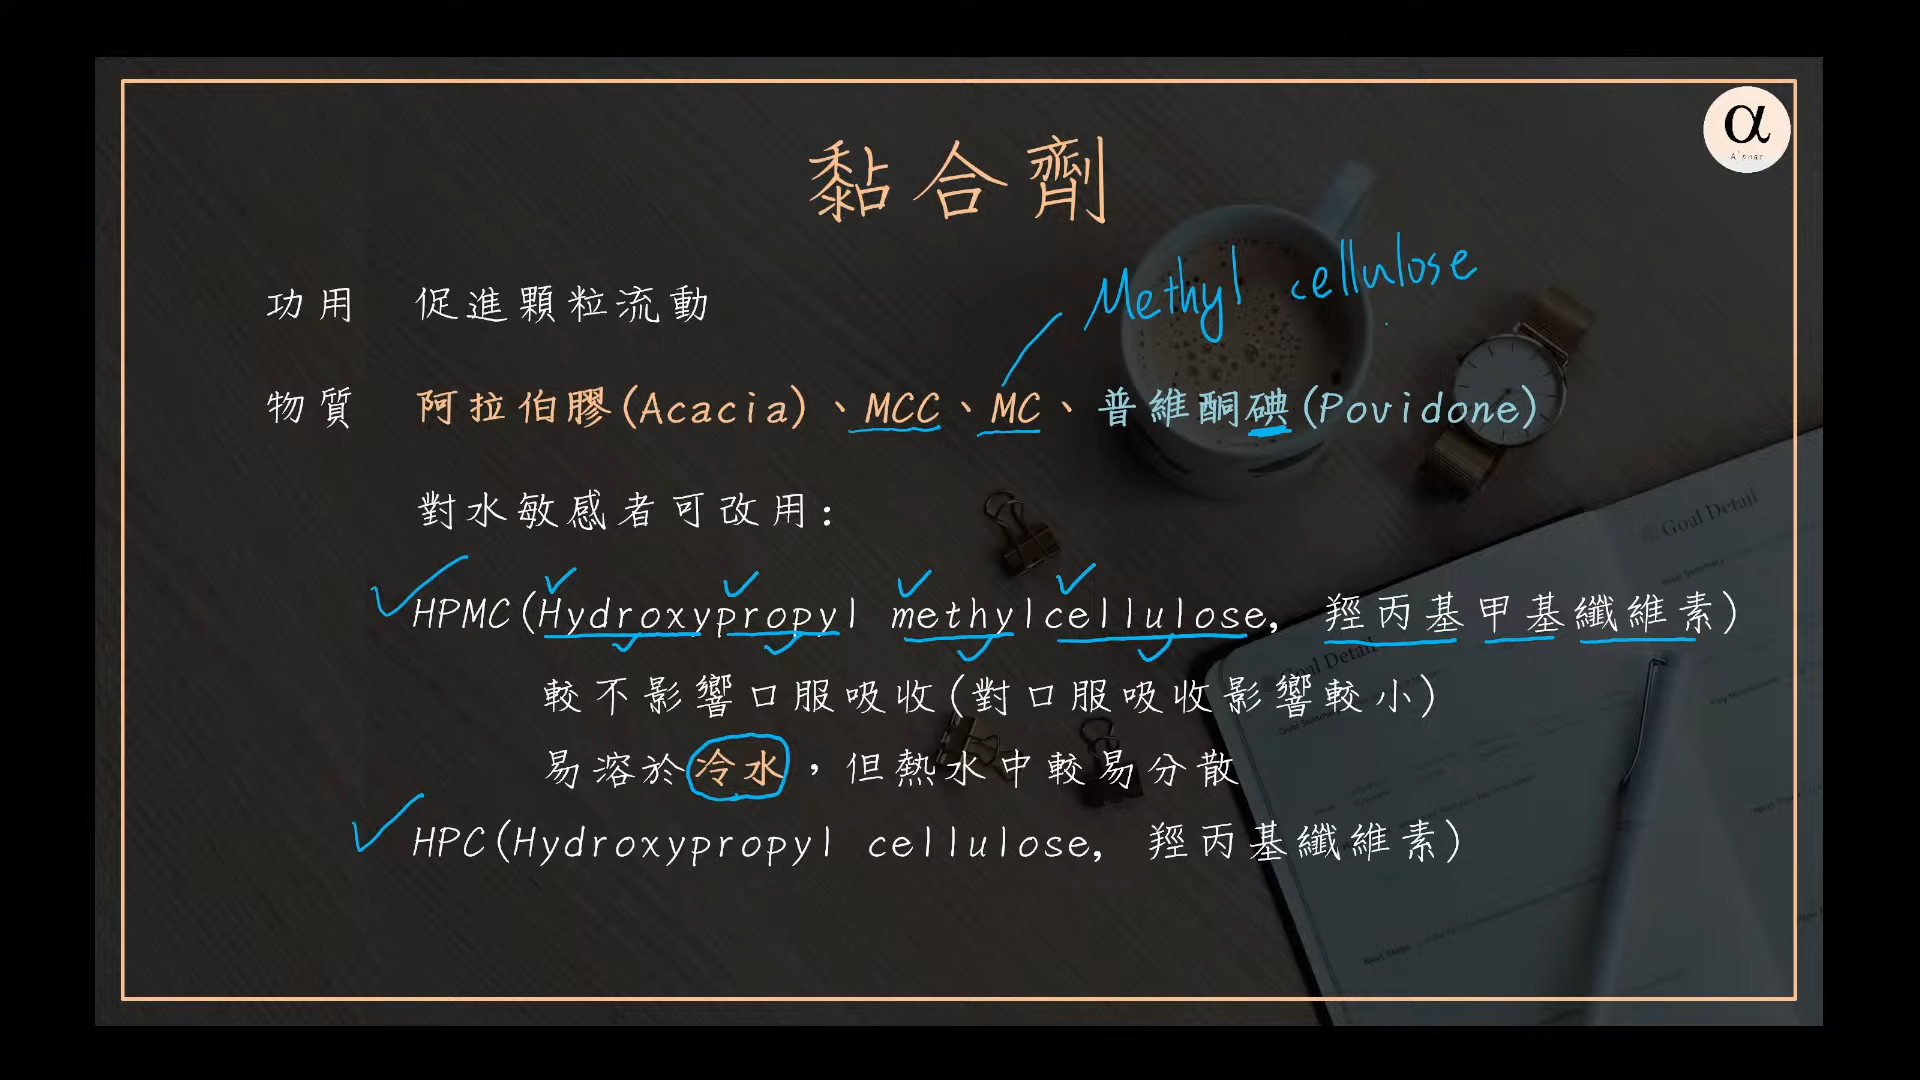 α
黏合劑
Methyl cellulose
功用 促進顆粒流動
物質 阿拉伯膠(Acacia)、MCC、MC、普維酮碘(Povidone)
對水敏感者可改用:
Goal Detail
HPMC(Hydroxypropyl methylcellulose, 羥丙基甲基纖維素)
Goal Detail
較不影響口服吸收(對口服吸收影響較小)
易溶於冷水，但熱水中較易分散
HPC(Hydroxypropyl cellulose, 羥丙基纖維素)
Next Steps